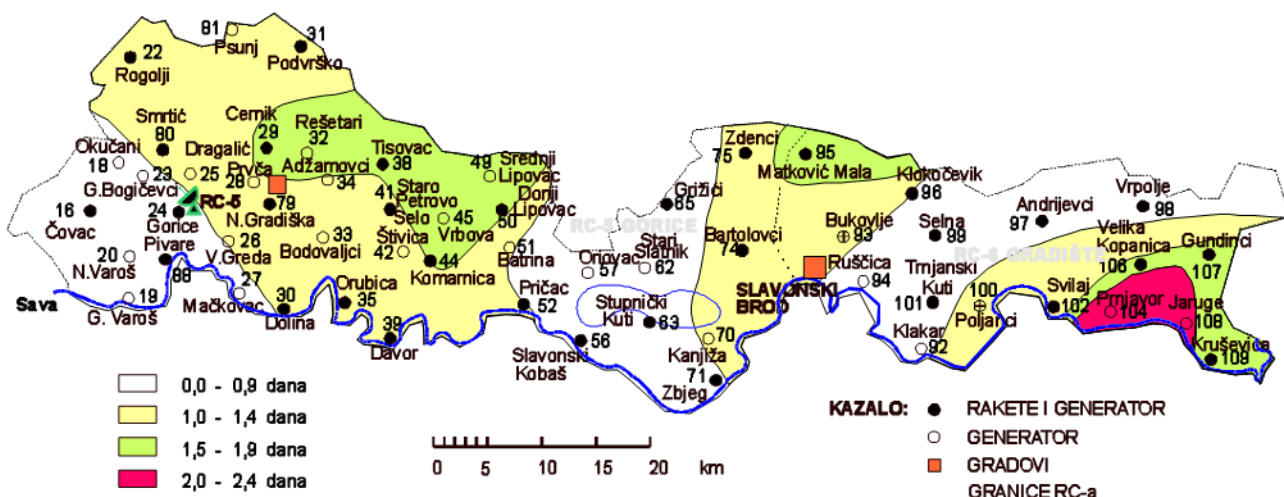 81
Psunj
31
Podvrško
22
Rogolji
Smrtić
80
Cernik
29
Rešetari
32
Okučani
18
23
Dragalić
25
Prvča
28
Adžamovci
34
Tisovac
38
49
Srednji
Lipovac
G.Bogičevci
RC-5
79
N.Gradiška
41
Staro
Petrovo
Selo
45
Vrbova
Donji
Lipovac
50
16
Čovac
24
Gorice
Pivare
88
26
V.Greda
33
Bodovaljci
Štivica
42
44
Komarnica
51
Batrina
20
N.Varoš
19
G. Varoš
27
Mačkovac
30
Dolina
Orubica
35
39
Davor
Pričac
52
Sava
RC-5 GORICE
Grižići
65
Oriovac
57
Stari
Slatnik
62
Stupnički
Kuti
63
56
Slavonski
Kobaš
Zdenci
75
95
Matković Mala
Klokočevik
96
Bartolovci
74
Bukovlje
93
SLAVONSKI
BROD
Ruščica
94
70
Kanjiža
71
Zbjeg
Selna
99
Andrijevci
97
Vrpolje
98
RC-6 GRADIŠTE
Velika
Kopanica
106
Gundinci
107
Trnjanski
Kuti
101
Klakar
92
100
Poljanci
Svilaj
102
Prnjavor
104
Jaruge
108
Kruševica
109
0,0 - 0,9 dana
1,0 - 1,4 dana
1,5 - 1,9 dana
2,0 - 2,4 dana
0 5 10 15 20 km
KAZALO:
RAKETE I GENERATOR
GENERATOR
GRADOVI
GRANICE RC-a